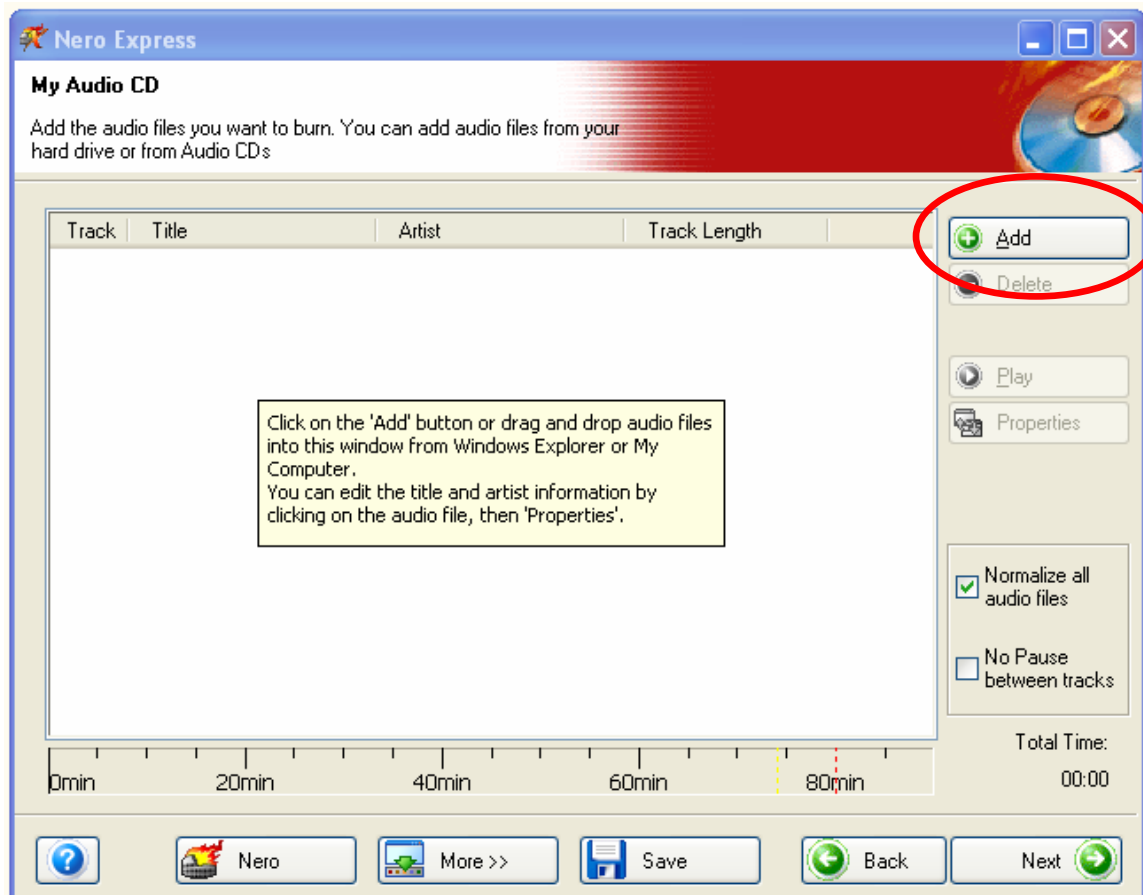 Nero Express
My Audio CD
Add the audio files you want to burn. You can add audio files from your
hard drive or from Audio CDs
Track Title Artist Track Length
Add
Delete
Play
Properties
Click on the 'Add' button or drag and drop audio files
into this window from Windows Explorer or My
Computer.
You can edit the title and artist information by
clicking on the audio file, then 'Properties'.
Normalize all
audio files
No Pause
between tracks
Total Time:
00:00
0min 20min 40min 60min 80min
? Nero More >> Save Back Next